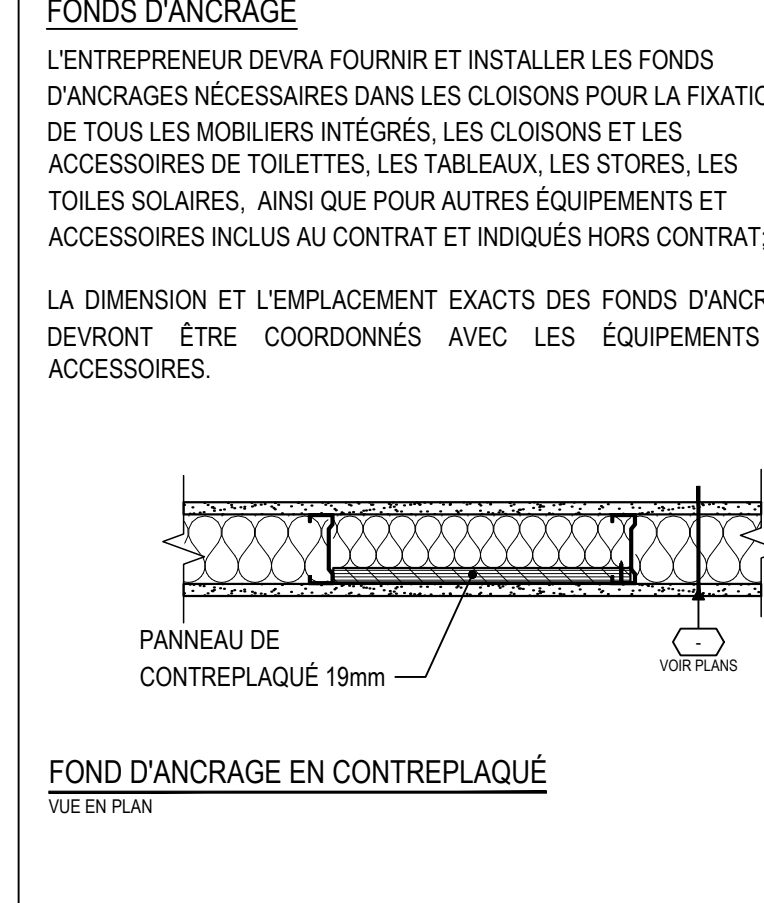 FONDS D'ANCRAGE
L'ENTREPRENEUR DEVRA FOURNIR ET INSTALLER LES FONDS
D'ANCRAGES NÉCESSAIRES DANS LES CLOISONS POUR LA FIXATIO
DE TOUS LES MOBILIERS INTÉGRÉS, LES CLOISONS ET LES
ACCESSOIRES DE TOILETTES, LES TABLEAUX, LES STORES, LES
TOILES SOLAIRES, AINSI QUE POUR AUTRES ÉQUIPEMENTS ET
ACCESSOIRES INCLUS AU CONTRAT ET INDIQUÉS HORS CONTRAT;
LA DIMENSION ET L'EMPLACEMENT EXACTS DES FONDS D'ANCR
DEVRONT ÊTRE COORDONNÉS AVEC LES ÉQUIPEMENTS
ACCESSOIRES.
PANNEAU DE
CONTREPLAQUÉ 19mm
-
VOIR PLANS
FOND D'ANCRAGE EN CONTREPLAQUÉ
VUE EN PLAN